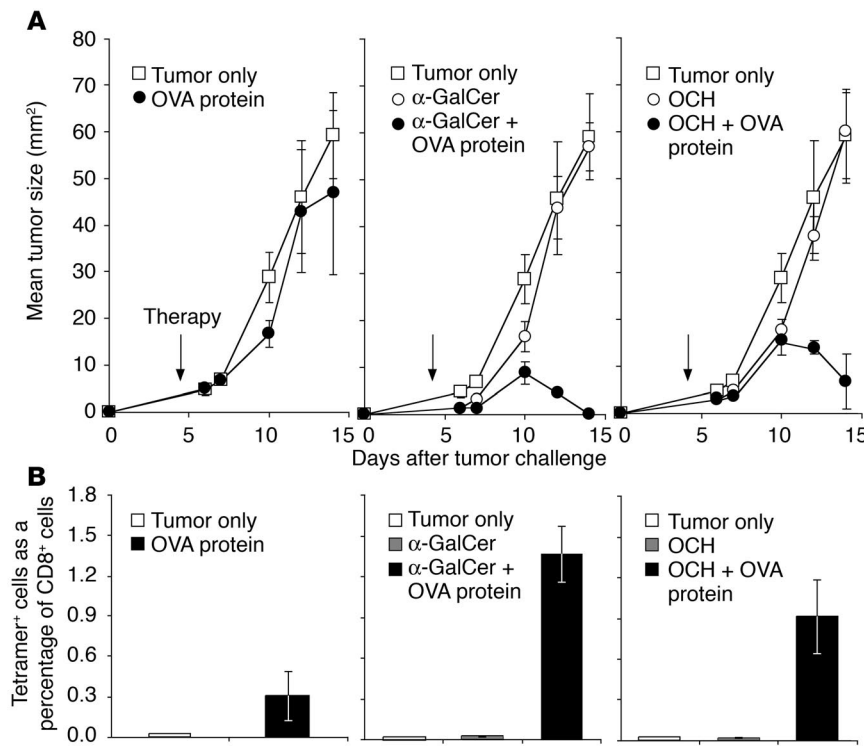 A
Mean tumor size (mm²)
80
70
60
50
40
30
20
10
0
Tumor only
OVA protein
Therapy
0
5
10
15
Tumor only
α-GalCer
α-GalCer +
OVA protein
0
5
10
15
Tumor only
OCH
OCH + OVA
protein
0
5
10
15
Days after tumor challenge
B
Tetramer⁺ cells as a
percentage of CD8⁺ cells
1.8
1.5
1.2
0.9
0.6
0.3
0.0
Tumor only
OVA protein
Tumor only
α-GalCer
α-GalCer +
OVA protein
Tumor only
OCH
OCH + OVA
protein